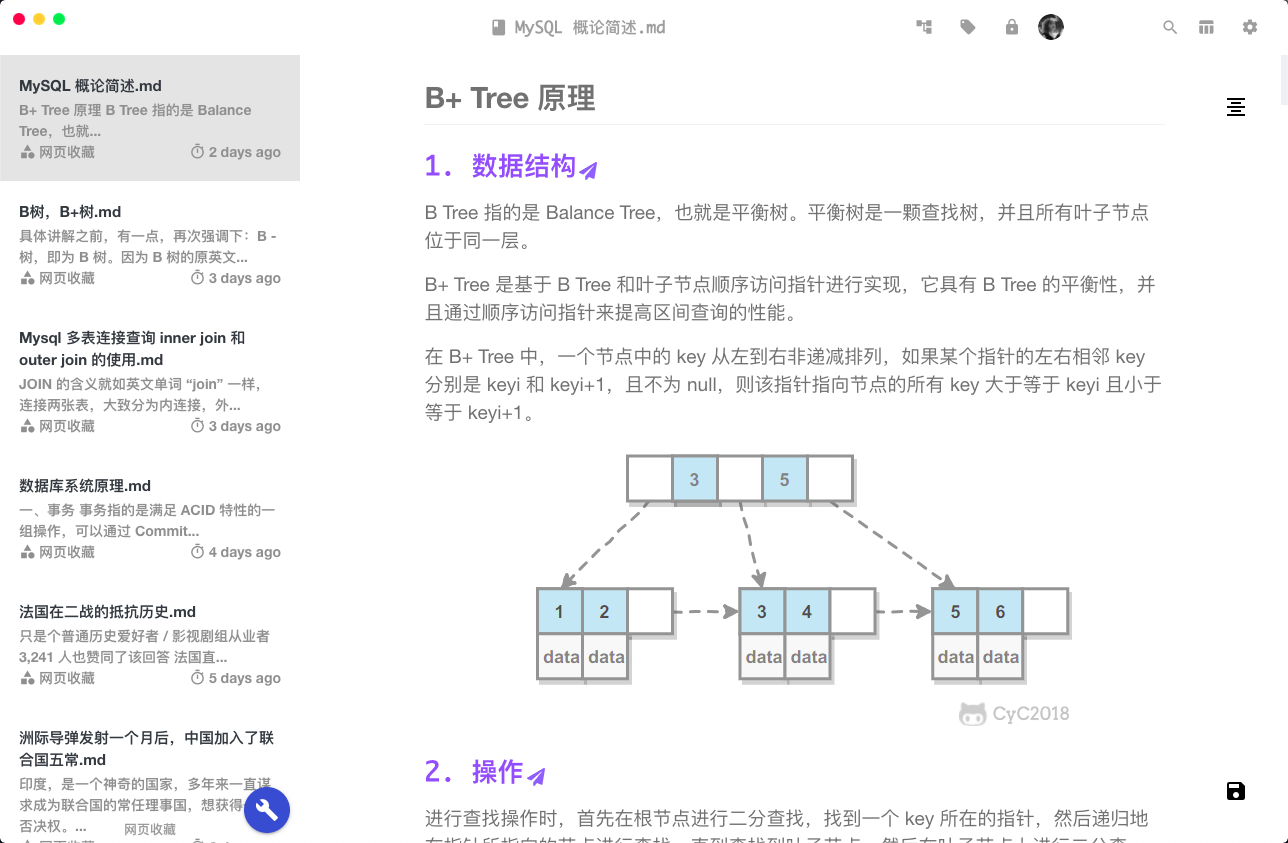 MySQL 概论简述.md
MySQL 概论简述.md
B+ Tree 原理 B Tree 指的是 Balance
Tree，也就...
网页收藏 2 days ago
B树，B+树.md
具体讲解之前，有一点，再次强调下：B -
树，即为 B 树。因为 B 树的原英文...
网页收藏 3 days ago
Mysql 多表连接查询 inner join 和
outer join 的使用.md
JOIN 的含义就如英文单词 “join” 一样，
连接两张表，大致分为内连接，外...
网页收藏 3 days ago
数据库系统原理.md
一、事务 事务指的是满足 ACID 特性的一
组操作，可以通过 Commit...
网页收藏 4 days ago
法国在二战的抵抗历史.md
只是个普通历史爱好者 / 影视剧组从业者
3,241 人也赞同了该回答 法国直...
网页收藏 5 days ago
洲际导弹发射一个月后，中国加入了联
合国五常.md
印度，是一个神奇的国家，多年来一直谋
求成为联合国的常任理事国，想获得
否决权。...
网页收藏
B+ Tree 原理
1. 数据结构
B Tree 指的是 Balance Tree，也就是平衡树。平衡树是一颗查找树，并且所有叶子节点
位于同一层。
B+ Tree 是基于 B Tree 和叶子节点顺序访问指针进行实现，它具有 B Tree 的平衡性，并
且通过顺序访问指针来提高区间查询的性能。
在 B+ Tree 中，一个节点中的 key 从左到右非递减排列，如果某个指针的左右相邻 key
分别是 keyi 和 keyi+1，且不为 null，则该指针指向节点的所有 key 大于等于 keyi 且小于
等于 keyi+1。
3 5
1 2 3 4 5 6
data data data data data data
CyC2018
2. 操作
进行查找操作时，首先在根节点进行二分查找，找到一个 key 所在的指针，然后递归地